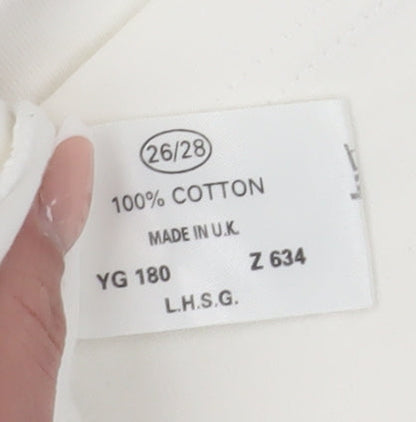 26/28
100% COTTON
MADE IN U.K.
YG 180 Z 634
L.H.S.G.